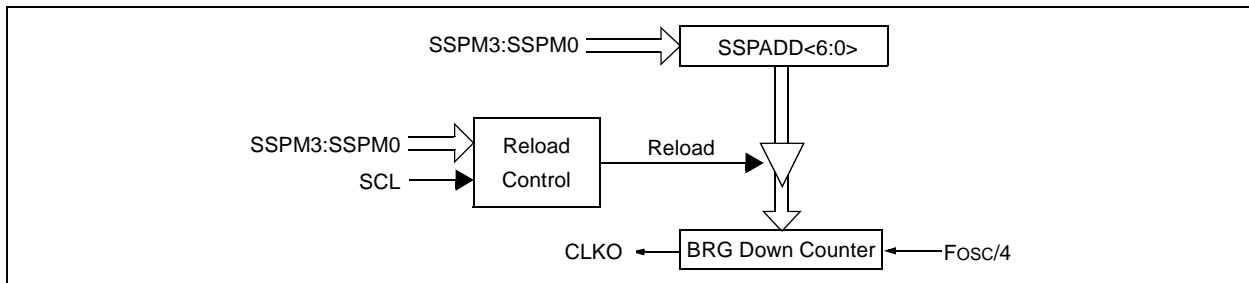 SSPM3:SSPM0
SSPADD<6:0>
SSPM3:SSPM0
SCL
Reload
Control
Reload
CLKO
BRG Down Counter
FOSC/4